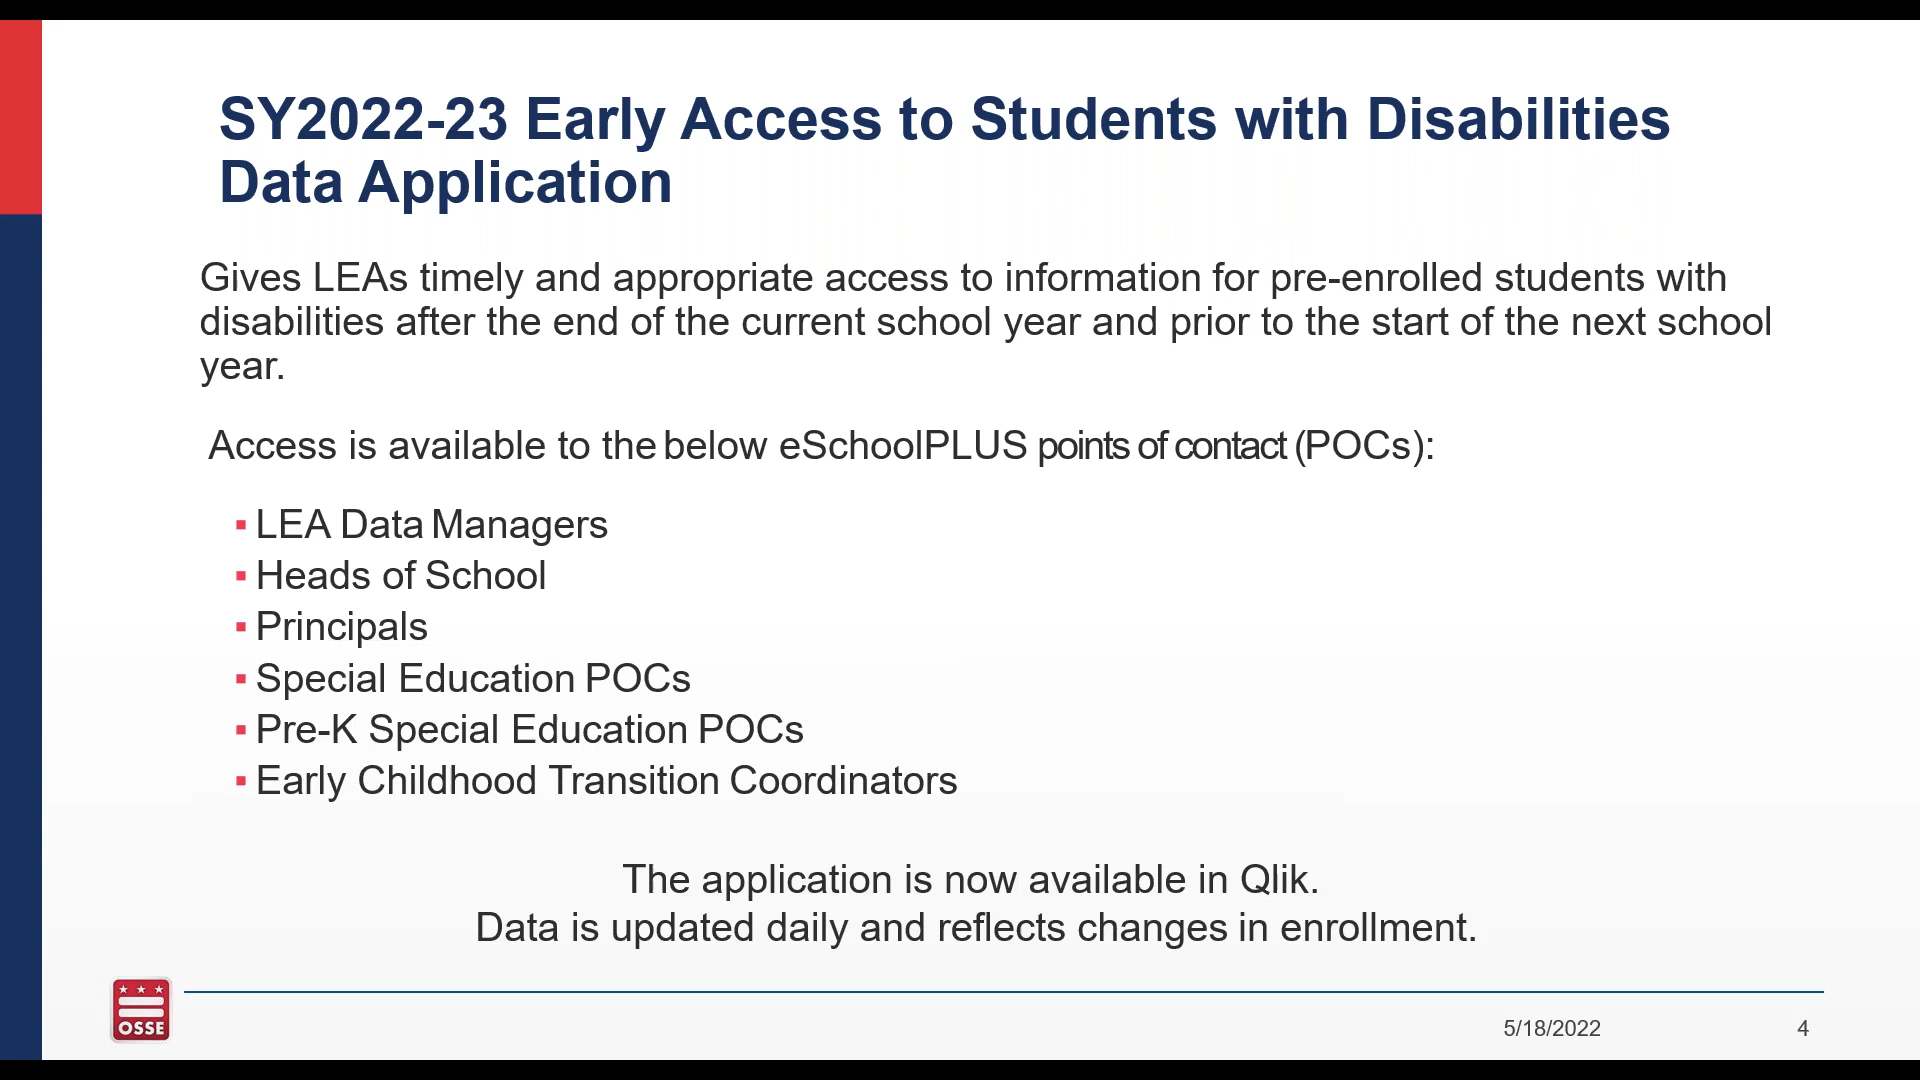 SY2022-23 Early Access to Students with Disabilities
Data Application
Gives LEAs timely and appropriate access to information for pre-enrolled students with
disabilities after the end of the current school year and prior to the start of the next school
year.
Access is available to the below eSchoolPLUS points of contact (POCs):
▪ LEA Data Managers
▪ Heads of School
▪ Principals
▪ Special Education POCs
▪ Pre-K Special Education POCs
▪ Early Childhood Transition Coordinators
The application is now available in Qlik.
Data is updated daily and reflects changes in enrollment.
OSSE
5/18/2022
4